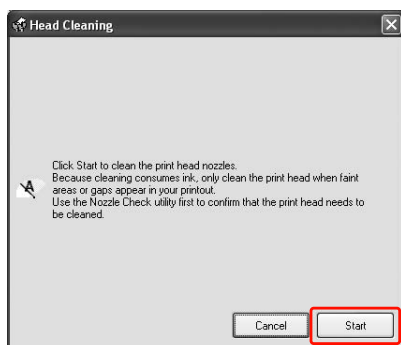 Head Cleaning
Click Start to clean the print head nozzles.
Because cleaning consumes ink, only clean the print head when faint
areas or gaps appear in your printout.
Use the Nozzle Check utility first to confirm that the print head needs to
be cleaned.
A
Cancel Start